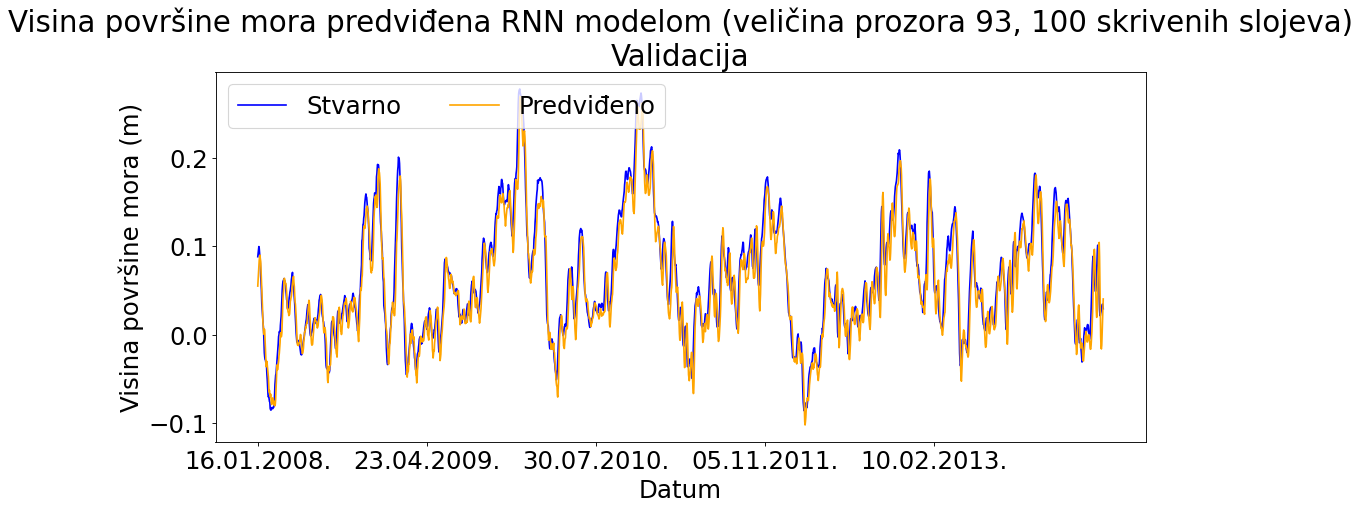 Visina površine mora predviđena RNN modelom (veličina prozora 93, 100 skrivenih slojeva)
Validacija
Stvarno Predviđeno
Visina površine mora (m)
0.2
0.1
0.0
−0.1
16.01.2008. 23.04.2009. 30.07.2010. 05.11.2011. 10.02.2013.
Datum